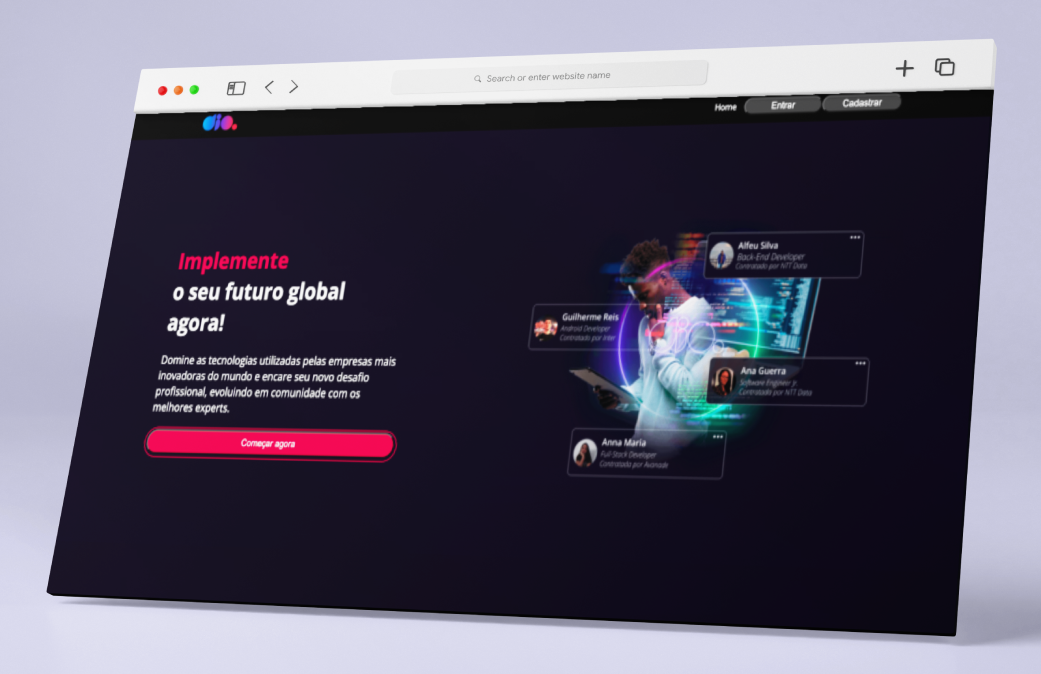 Search or enter website name
dio.
Home
Entrar
Cadastrar
Implemente
o seu futuro global
agora!
Domine as tecnologias utilizadas pelas empresas mais
inovadoras do mundo e encare seu novo desafio
profissional, evoluindo em comunidade com os
melhores experts.
Começar agora
Alfeu Silva
Back-End Developer
Contratado por NTT Data
Guilherme Reis
Android Developer
Contratado por Inter
dio.
Ana Guerra
Software Engineer Jr.
Contratado por NTT Data
Anna Maria
Full-Stack Developer
Contratada por Avanade